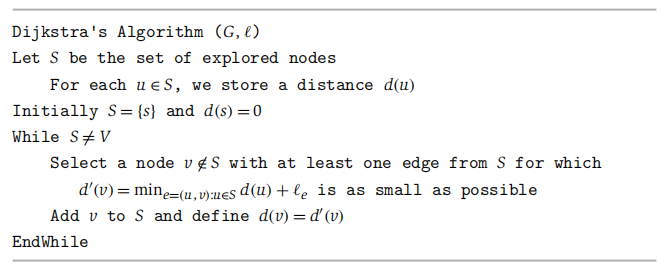 Dijkstra's Algorithm (G, ℓ)
Let S be the set of explored nodes
For each u ∈ S, we store a distance d(u)
Initially S = {s} and d(s) = 0
While S ≠ V
Select a node v ∉ S with at least one edge from S for which
d′(v) = min_{e=(u,v):u∈S} d(u) + ℓ_e is as small as possible
Add v to S and define d(v) = d′(v)
EndWhile